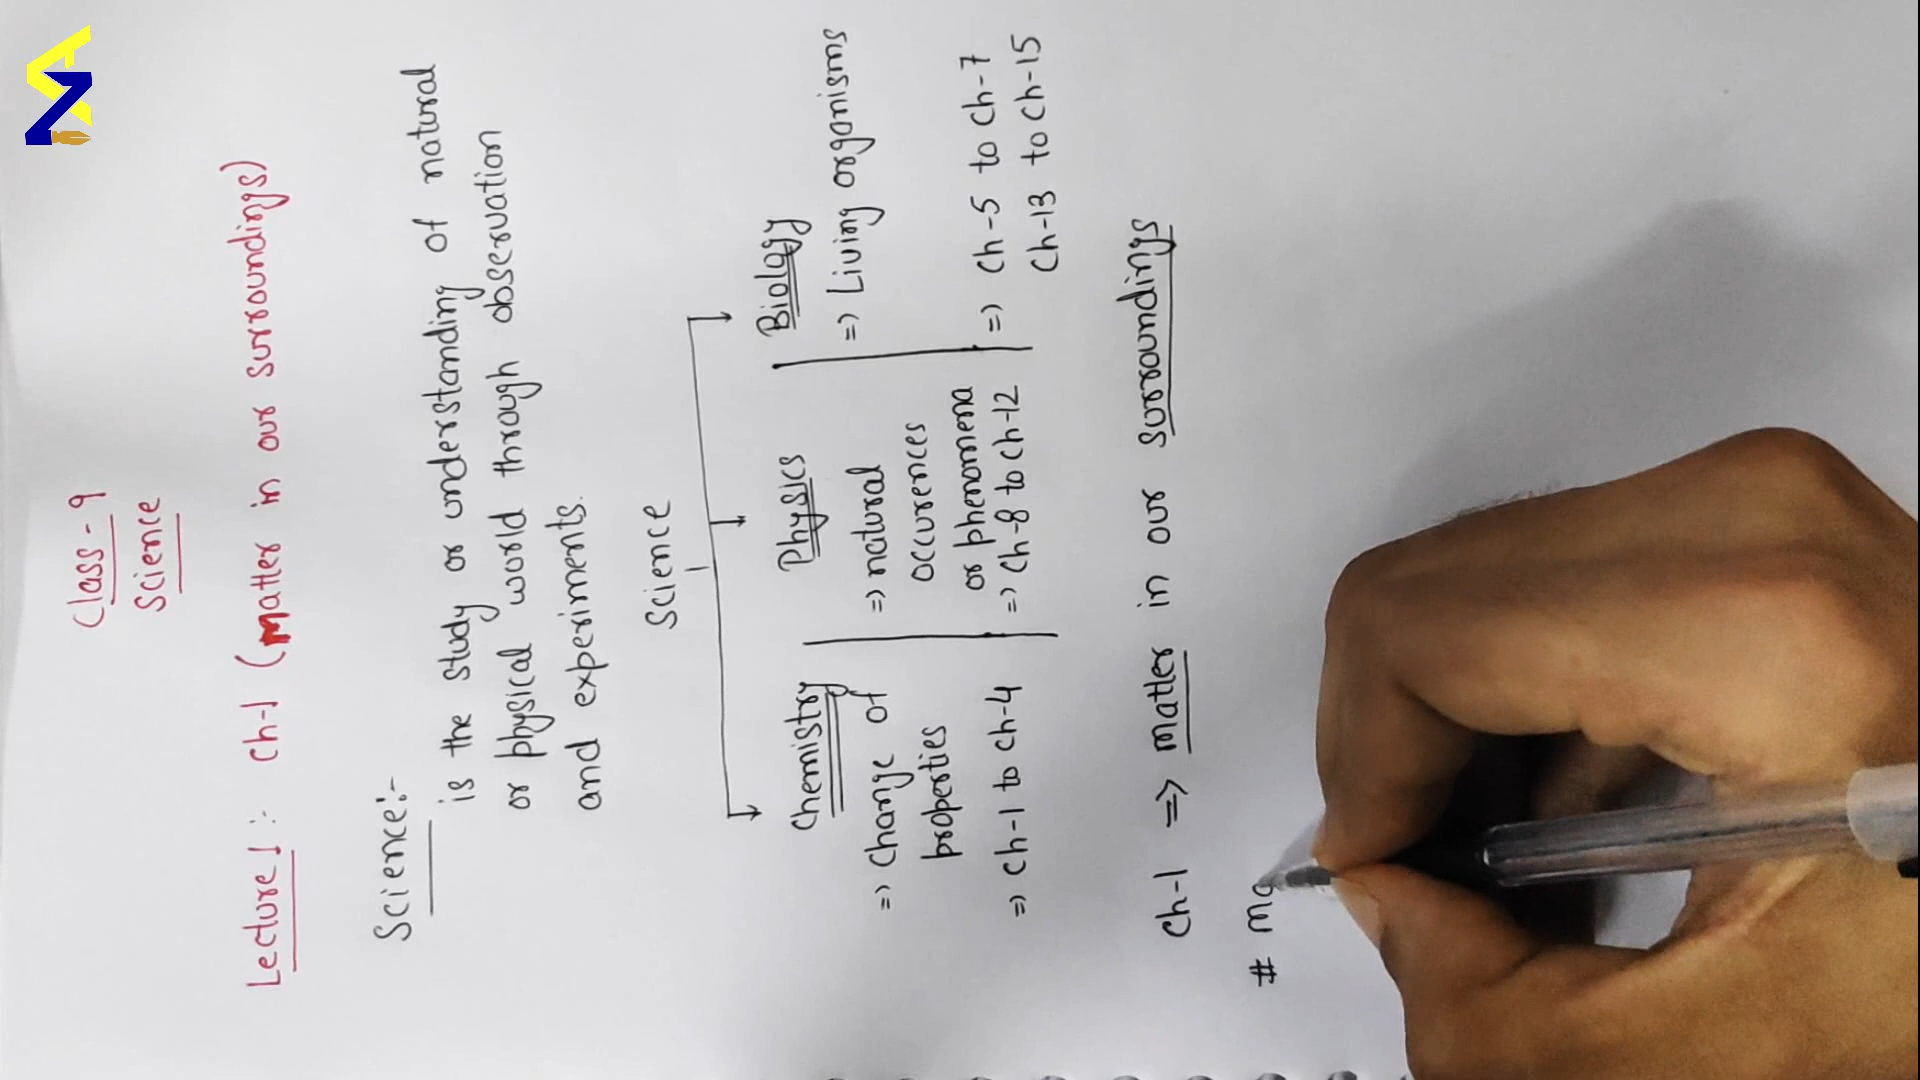 Class-9
Science
Lecture 1: Ch-1 (Matter in our surroundings)
Science:-
is the study or understanding of natural
or physical world through observation
and experiments.
Science
Chemistry
=> Change of
properties
=> Ch-1 to Ch-4
Physics
=> natural
occurrences
or phenomena
=> Ch-8 to Ch-12
Biology
=> Living organisms
=> Ch-5 to Ch-7
Ch-13 to Ch-15
Ch-1 => Matter in our surroundings
# Ma